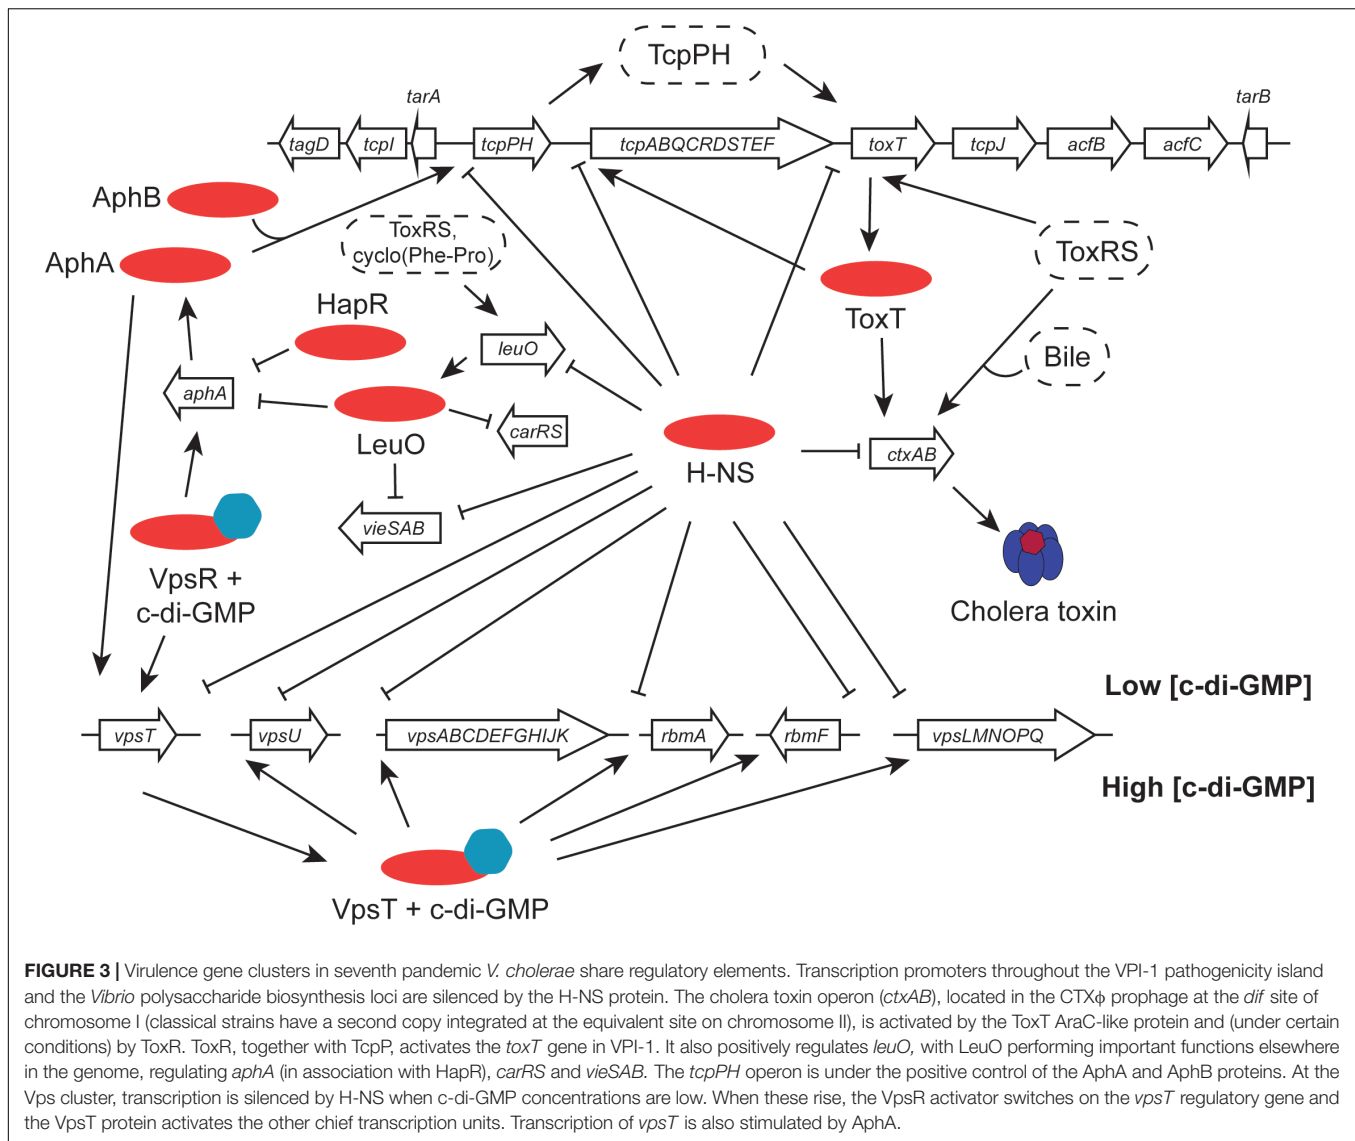 TcpPH
tarA
tarB
tagD
tcpI
tcpPH
tcpABQCRDSTEF
toxT
tcpJ
acfB
acfC
AphB
ToxRS,
cyclo(Phe-Pro)
ToxRS
AphA
HapR
ToxT
leuO
Bile
aphA
LeuO
carRS
H-NS
ctxAB
vieSAB
VpsR +
c-di-GMP
Cholera toxin
Low [c-di-GMP]
vpsT
vpsU
vpsABCDEFGHIJK
rbmA
rbmF
vpsLMNOPQ
High [c-di-GMP]
VpsT + c-di-GMP
FIGURE 3 | Virulence gene clusters in seventh pandemic V. cholerae share regulatory elements. Transcription promoters throughout the VPI-1 pathogenicity island
and the Vibrio polysaccharide biosynthesis loci are silenced by the H-NS protein. The cholera toxin operon (ctxAB), located in the CTXϕ prophage at the dif site of
chromosome I (classical strains have a second copy integrated at the equivalent site on chromosome II), is activated by the ToxT AraC-like protein and (under certain
conditions) by ToxR. ToxR, together with TcpP, activates the toxT gene in VPI-1. It also positively regulates leuO, with LeuO performing important functions elsewhere
in the genome, regulating aphA (in association with HapR), carRS and vieSAB. The tcpPH operon is under the positive control of the AphA and AphB proteins. At the
Vps cluster, transcription is silenced by H-NS when c-di-GMP concentrations are low. When these rise, the VpsR activator switches on the vpsT regulatory gene and
the VpsT protein activates the other chief transcription units. Transcription of vpsT is also stimulated by AphA.